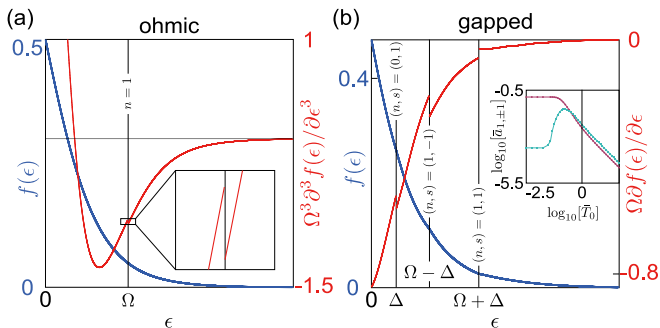 (a) ohmic
0.5
f(ϵ)
0
n = 1
1
Ω³∂³f(ϵ)/∂ϵ³
-1.5
0 Ω
ϵ
(b) gapped
0.4
f(ϵ)
0
(n, s) = (0, 1)
(n, s) = (1, −1)
(n, s) = (1, 1)
0
Ω∂f(ϵ)/∂ϵ
-0.8
-0.5
log₁₀[ā₁,±₁]
-5.5
-2.5 0
log₁₀[T̄₀]
0 Δ Ω − Δ Ω + Δ
ϵ